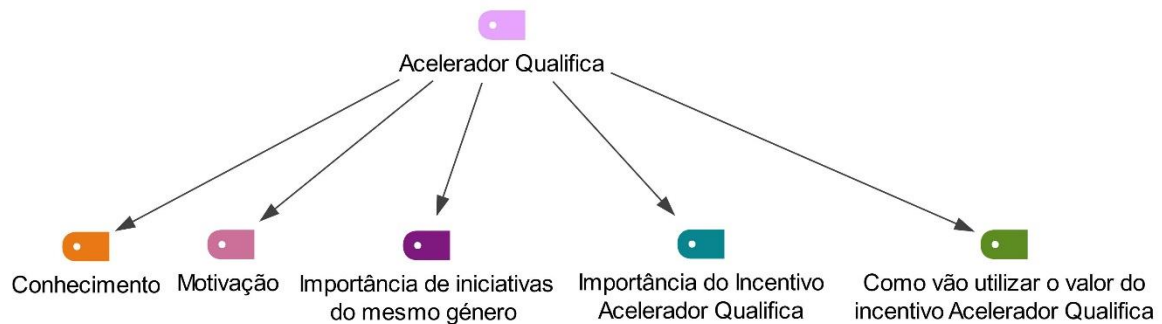 Acelerador Qualifica
Conhecimento
Motivação
Importância de iniciativas
do mesmo género
Importância do Incentivo
Acelerador Qualifica
Como vão utilizar o valor do
incentivo Acelerador Qualifica